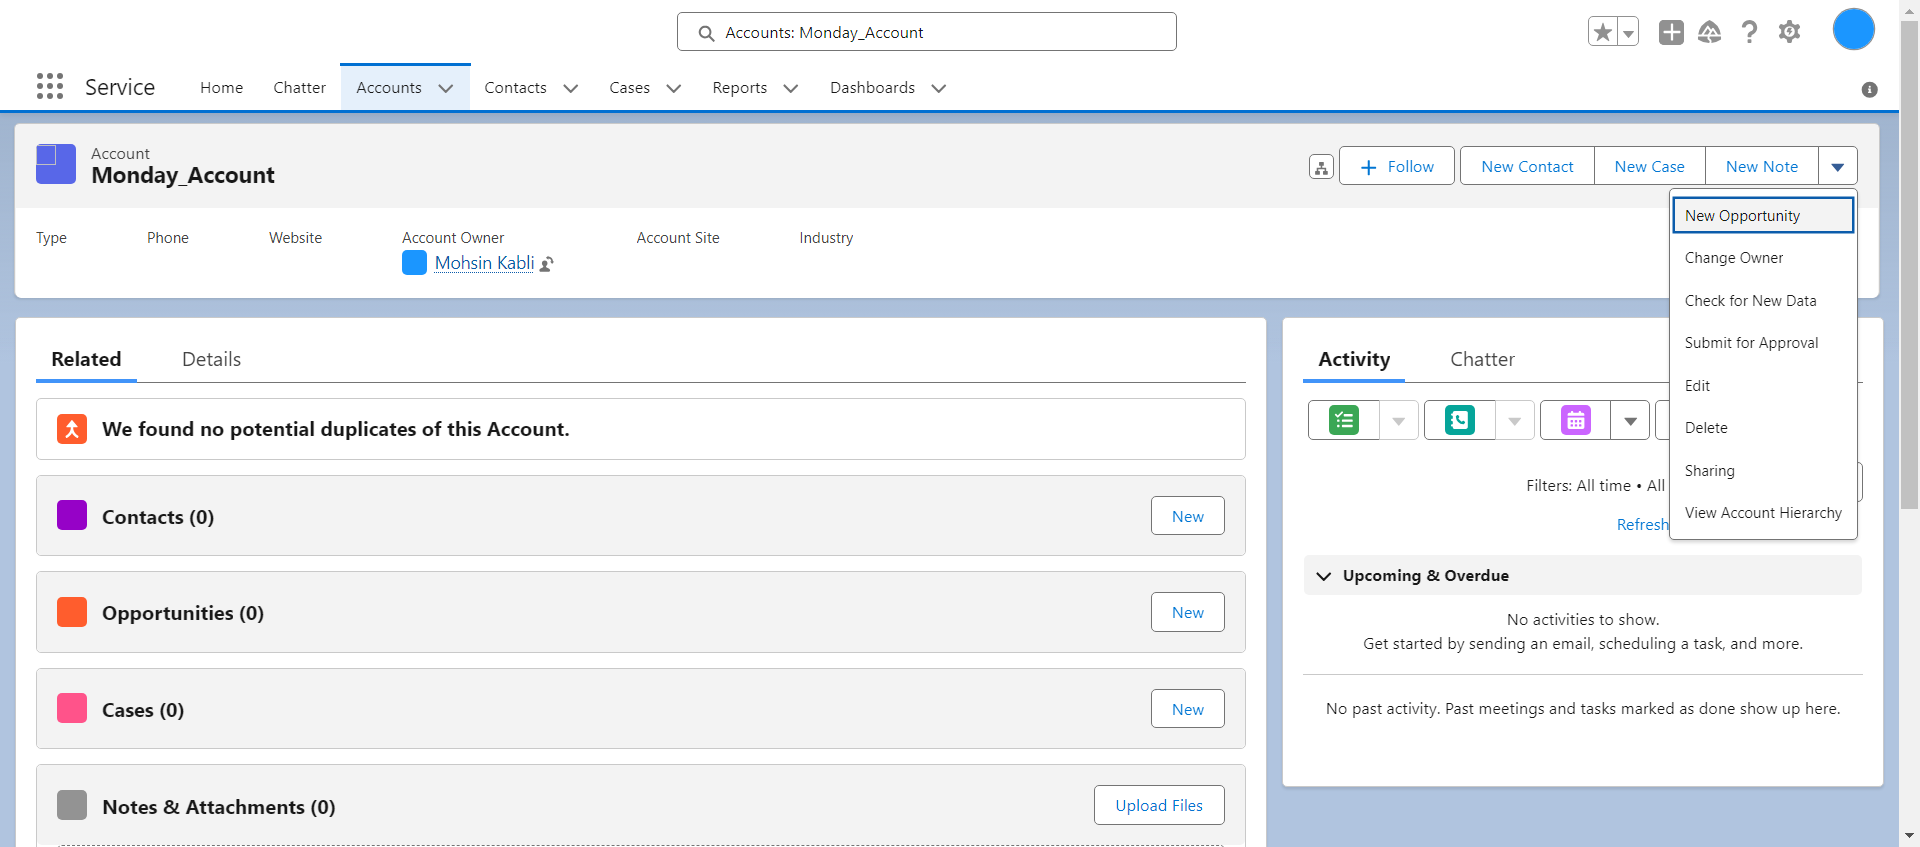 Accounts: Monday_Account
Service
Home
Chatter
Accounts
Contacts
Cases
Reports
Dashboards
Account
Monday_Account
Follow
New Contact
New Case
New Note
Type
Phone
Website
Account Owner
Account Site
Industry
Mohsin Kabli
New Opportunity
Change Owner
Check for New Data
Submit for Approval
Edit
Delete
Sharing
View Account Hierarchy
Related
Details
We found no potential duplicates of this Account.
Contacts (0)
New
Opportunities (0)
New
Cases (0)
New
Notes & Attachments (0)
Upload Files
Activity
Chatter
Filters: All time • All
Refresh
Upcoming & Overdue
No activities to show.
Get started by sending an email, scheduling a task, and more.
No past activity. Past meetings and tasks marked as done show up here.